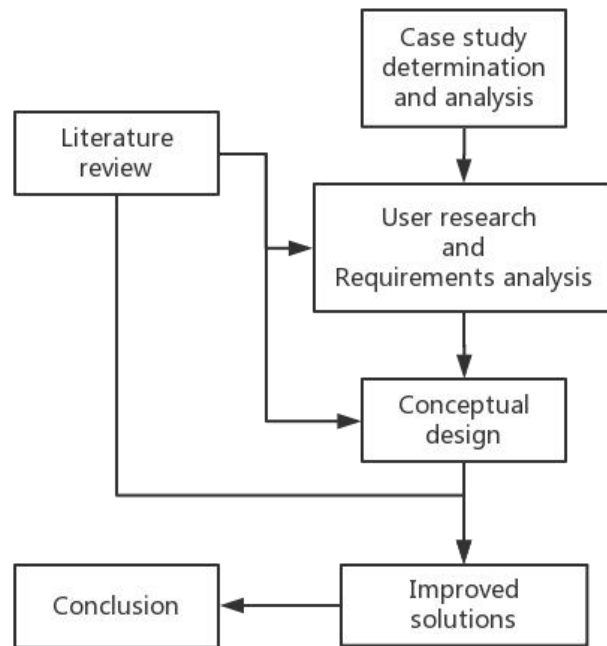 Case study
determination
and analysis
Literature
review
User research
and
Requirements analysis
Conceptual
design
Improved
solutions
Conclusion